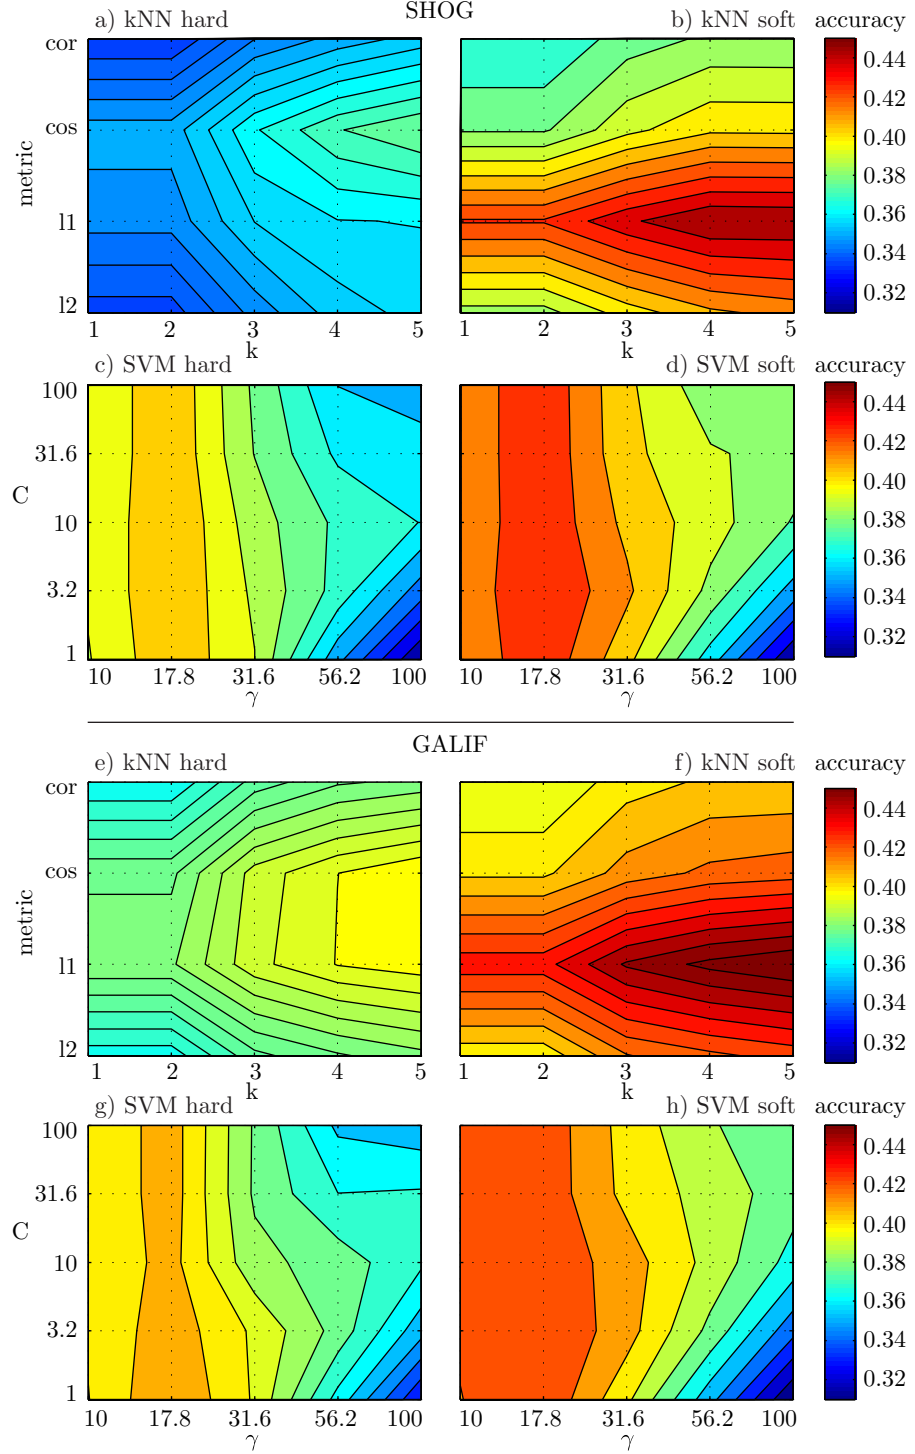 SHOG
a) kNN hard
b) kNN soft
accuracy
cor
cos
l1
l2
metric
1 2 3 4 5
k
1 2 3 4 5
k
0.44
0.42
0.40
0.38
0.36
0.34
0.32
c) SVM hard
d) SVM soft
accuracy
100
31.6
10
3.2
1
C
10 17.8 31.6 56.2 100
γ
10 17.8 31.6 56.2 100
γ
0.44
0.42
0.40
0.38
0.36
0.34
0.32
GALIF
e) kNN hard
f) kNN soft
accuracy
cor
cos
l1
l2
metric
1 2 3 4 5
k
1 2 3 4 5
k
0.44
0.42
0.40
0.38
0.36
0.34
0.32
g) SVM hard
h) SVM soft
accuracy
100
31.6
10
3.2
1
C
10 17.8 31.6 56.2 100
γ
10 17.8 31.6 56.2 100
γ
0.44
0.42
0.40
0.38
0.36
0.34
0.32